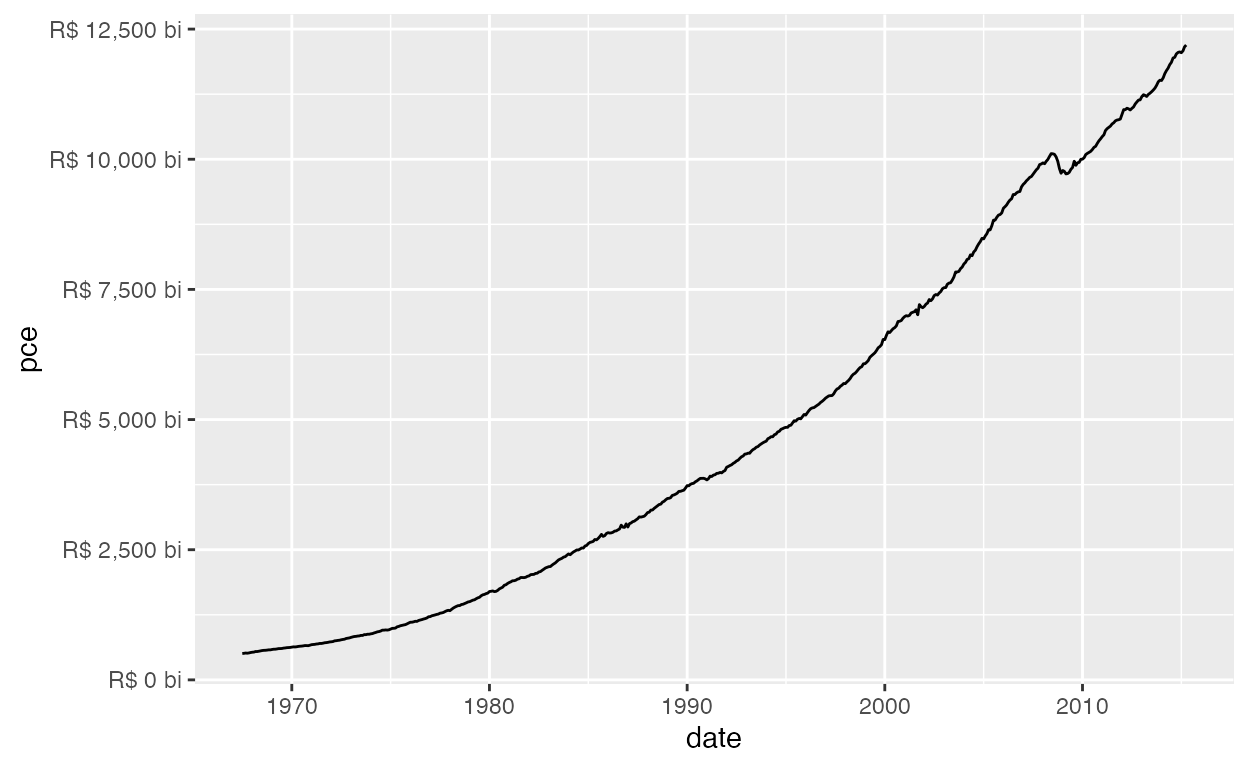 R$ 12,500 bi
R$ 10,000 bi
R$ 7,500 bi
R$ 5,000 bi
R$ 2,500 bi
R$ 0 bi
pce
1970 1980 1990 2000 2010
date